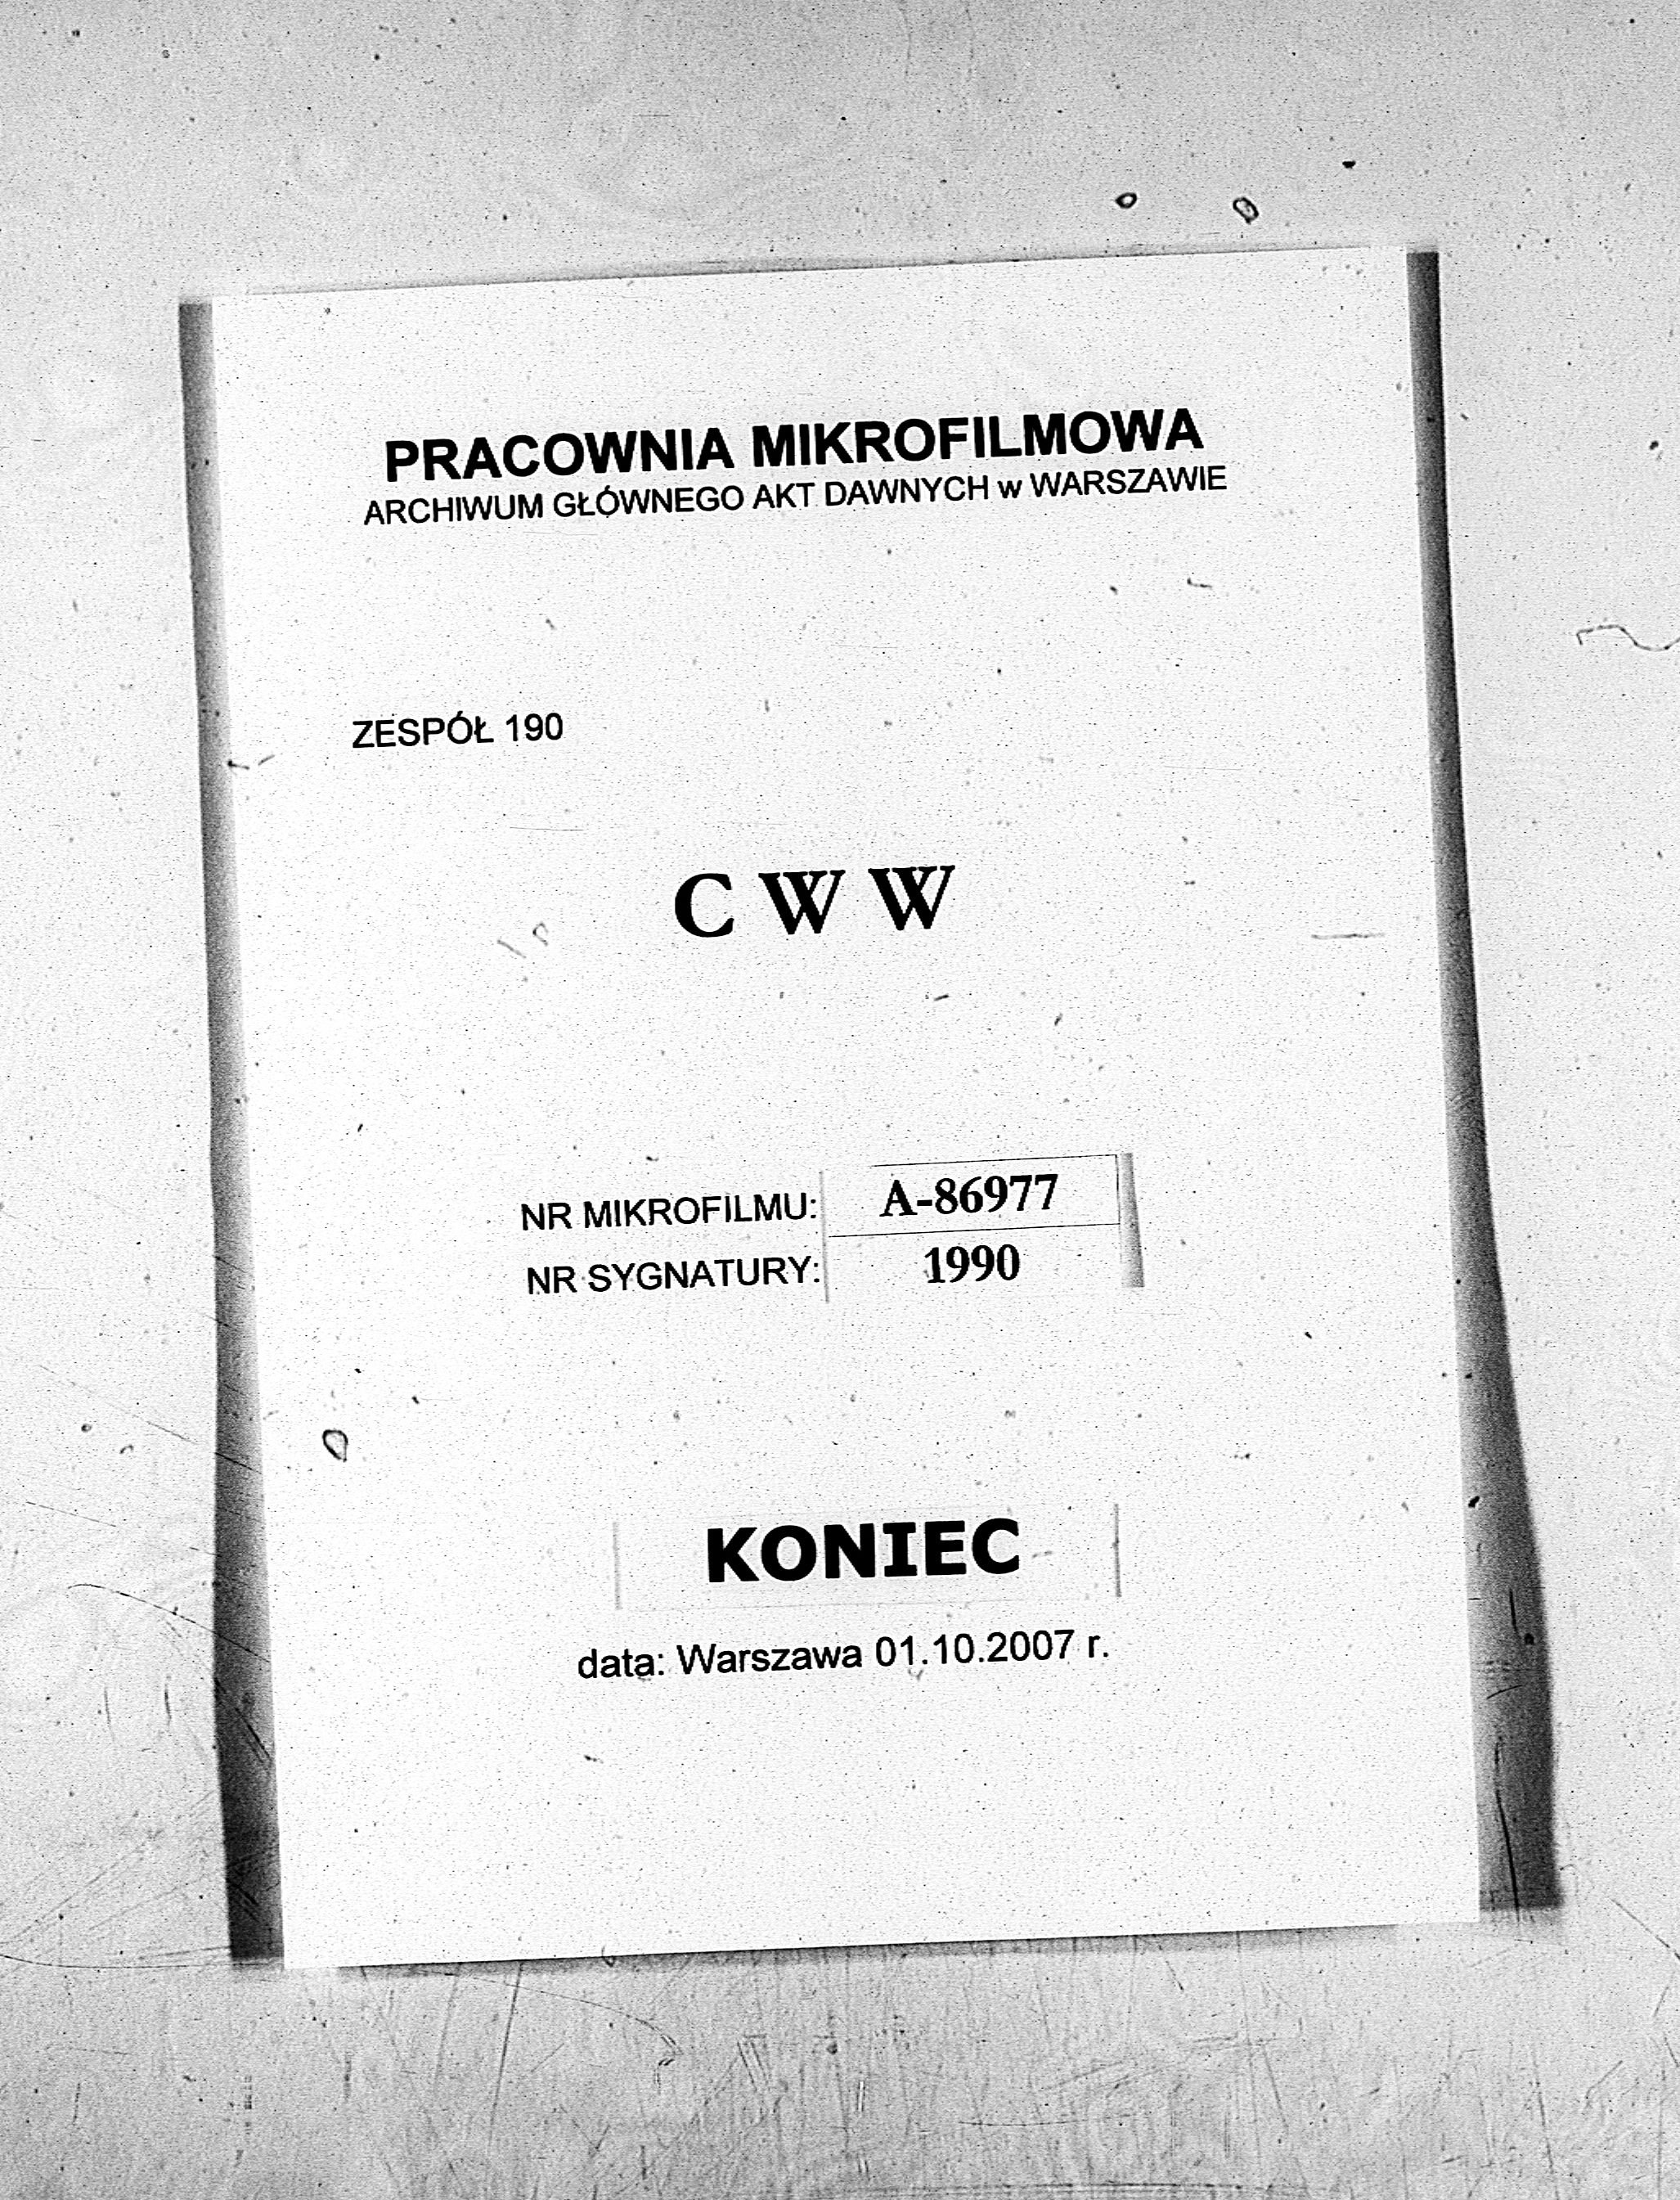 PRACOWNIA MIKROFILMOWA
ARCHIWUM GŁÓWNEGO AKT DAWNYCH w WARSZAWIE
ZESPÓŁ 190
C W W
NR MIKROFILMU: A-86977
NR SYGNATURY: 1990
KONIEC
data: Warszawa 01.10.2007 r.